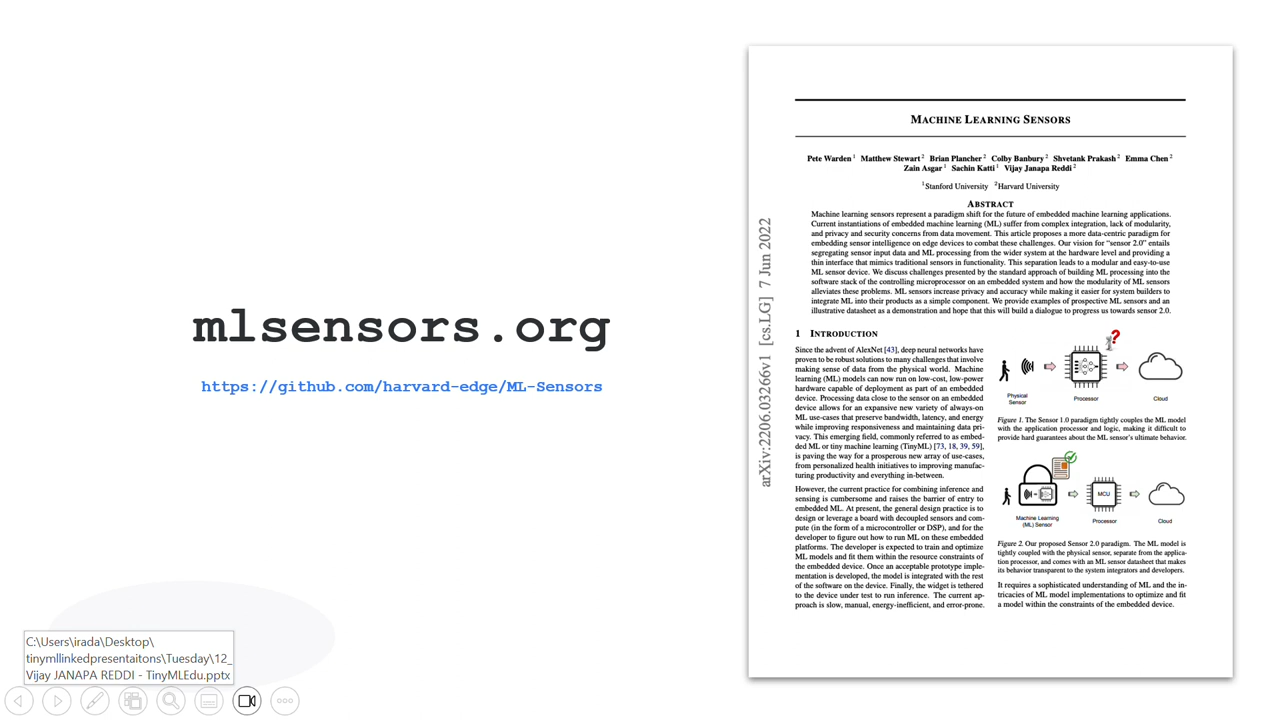 mlsensors.org
https://github.com/harvard-edge/ML-Sensors
C:\Users\irada\Desktop\
tinymllinkedpresentaitons\Tuesday\12_
Vijay JANAPA REDDI - TinyMLEdu.pptx
arXiv:2206.03266v1 [cs.LG] 7 Jun 2022
MACHINE LEARNING SENSORS
Pete Warden 1 Matthew Stewart 2 Brian Plancher 2 Colby Banbury 2 Shvetank Prakash 2 Emma Chen 2
Zain Asgar 1 Sachin Katti 1 Vijay Janapa Reddi 2
1 Stanford University 2 Harvard University
ABSTRACT
Machine learning sensors represent a paradigm shift for the future of embedded machine learning applications.
Current instantiations of embedded machine learning (ML) suffer from complex integration, lack of modularity,
and privacy and security concerns from data movement. This article proposes a more data-centric paradigm for
embedding sensor intelligence on edge devices to combat these challenges. Our vision for “sensor 2.0” entails
segregating sensor input data and ML processing from the wider system at the hardware level and providing a
thin interface that mimics traditional sensors in functionality. This separation leads to a modular and easy-to-use
ML sensor device. We discuss challenges presented by the standard approach of building ML processing into the
software stack of the controlling microprocessor on an embedded system and how the modularity of ML sensors
alleviates these problems. ML sensors increase privacy and accuracy while making it easier for system builders to
integrate ML into their products as a simple component. We provide examples of prospective ML sensors and an
illustrative datasheet as a demonstration and hope that this will build a dialogue to progress us towards sensor 2.0.
1 INTRODUCTION
Since the advent of AlexNet [43], deep neural networks have
proven to be robust solutions to many challenges that involve
making sense of data from the physical world. Machine
learning (ML) models can now run on low-cost, low-power
hardware capable of deployment as part of an embedded
device. Processing data close to the sensor on an embedded
device allows for an expansive new variety of always-on
ML use-cases that preserve bandwidth, latency, and energy
while improving responsiveness and maintaining data pri-
vacy. This emerging field, commonly referred to as embed-
ded ML or tiny machine learning (TinyML) [73, 18, 39, 59],
is paving the way for a prosperous new array of use-cases,
from personalized health initiatives to improving manufac-
turing productivity and everything in-between.
However, the current practice for combining inference and
sensing is cumbersome and raises the barrier of entry to
embedded ML. At present, the general design practice is to
design or leverage a board with decoupled sensors and com-
pute (in the form of a microcontroller or DSP), and for the
developer to figure out how to run ML on these embedded
platforms. The developer is expected to train and optimize
ML models and fit them within the resource constraints of
the embedded device. Once an acceptable prototype imple-
mentation is developed, the model is integrated with the rest
of the software on the device. Finally, the widget is tethered
to the device under test to run inference. The current ap-
proach is slow, manual, energy-inefficient, and error-prone.
?
Physical
Sensor
Processor
Cloud
Figure 1. The Sensor 1.0 paradigm tightly couples the ML model
with the application processor and logic, making it difficult to
provide hard guarantees about the ML sensor’s ultimate behavior.
MCU
Machine Learning
(ML) Sensor
Processor
Cloud
Figure 2. Our proposed Sensor 2.0 paradigm. The ML model is
tightly coupled with the physical sensor, separate from the applica-
tion processor, and comes with an ML sensor datasheet that makes
its behavior transparent to the system integrators and developers.
It requires a sophisticated understanding of ML and the in-
tricacies of ML model implementations to optimize and fit
a model within the constraints of the embedded device.